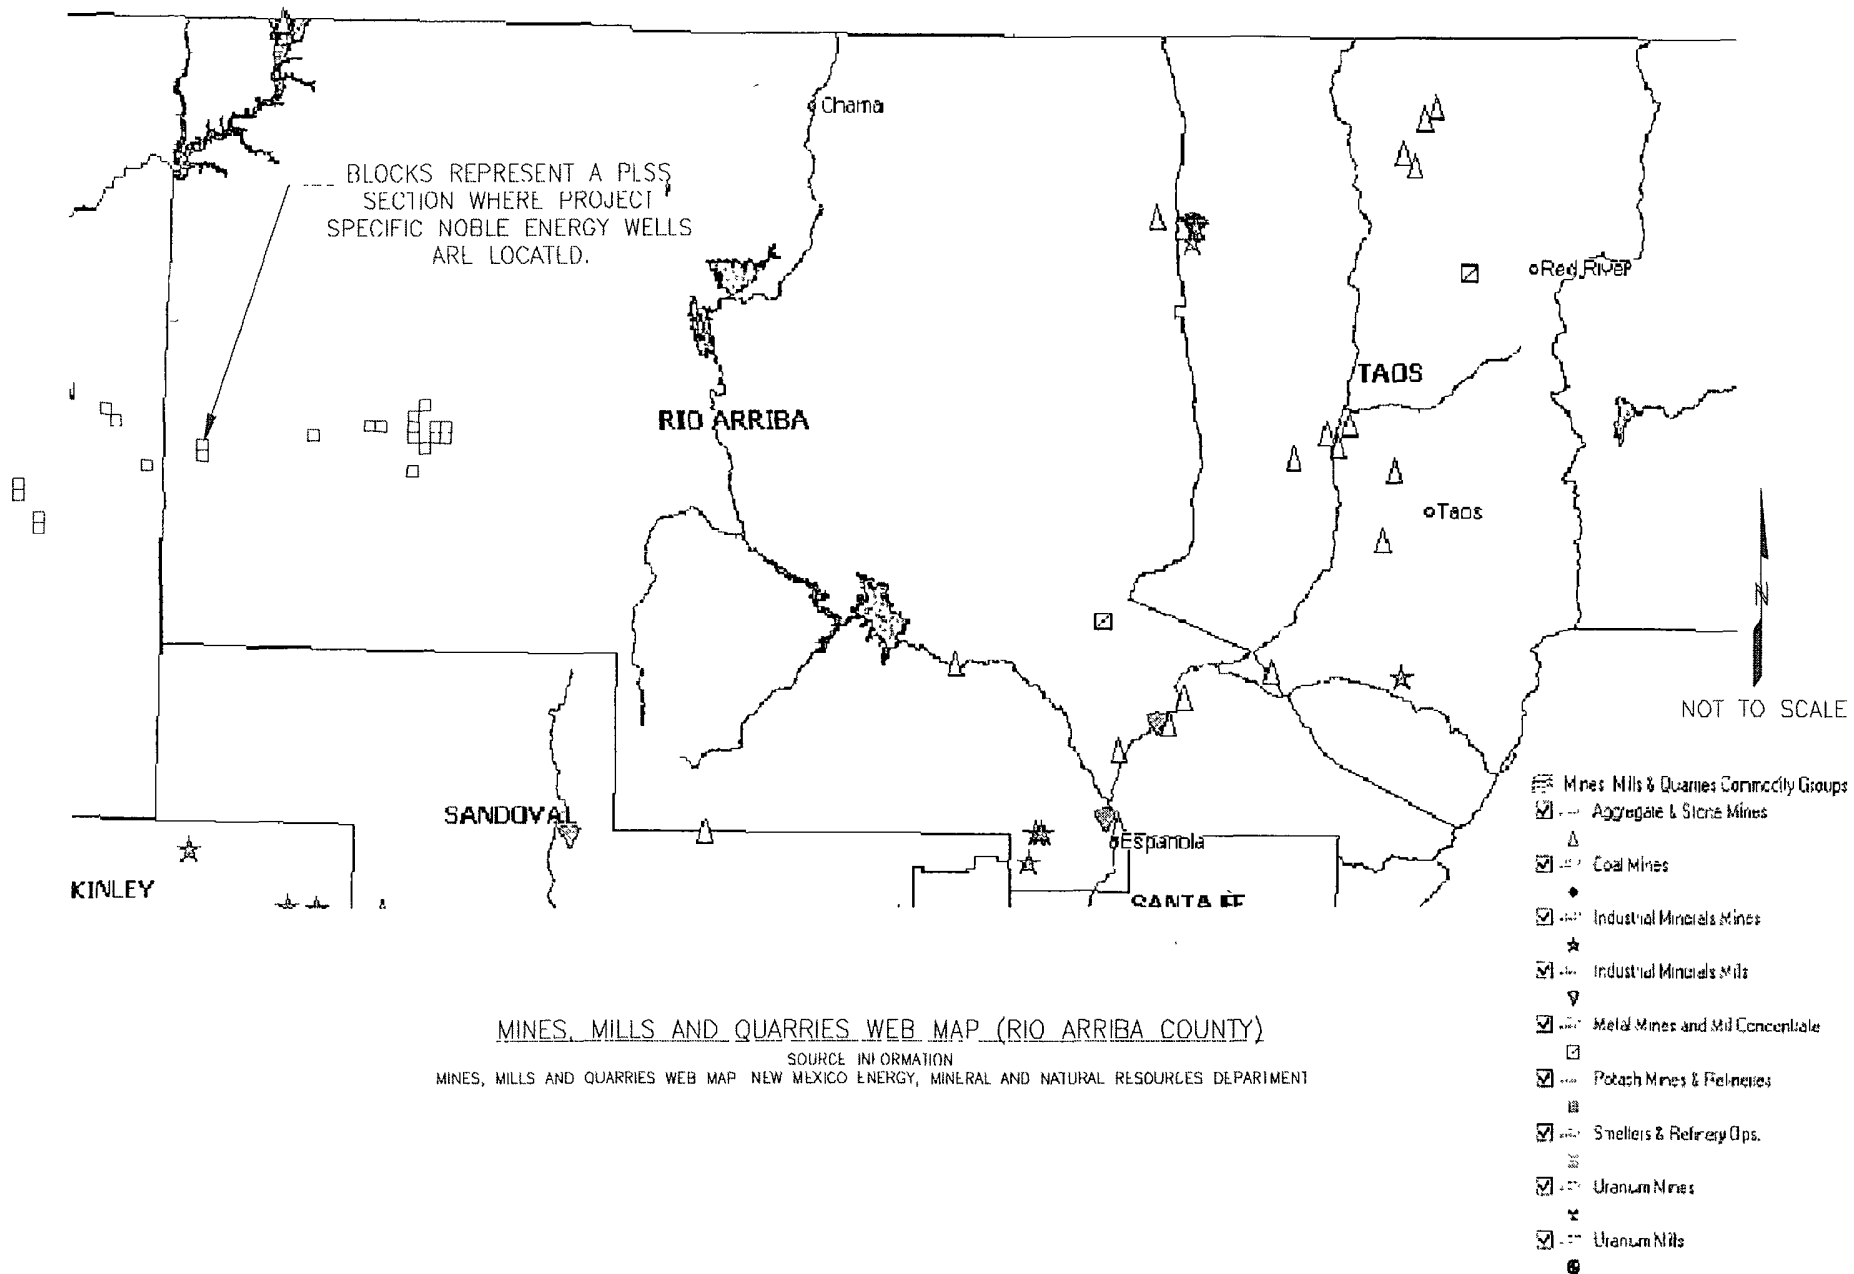 Chama
BLOCKS REPRESENT A PLSS
SECTION WHERE PROJECT
SPECIFIC NOBLE ENERGY WELLS
ARE LOCATED.
Red River
TAOS
RIO ARRIBA
Taos
N
NOT TO SCALE
SANDOVAL
Espanola
KINLEY
SANTA FE
Mines Mills & Quarries Commodity Groups
Aggregate & Stone Mines
Coal Mines
Industrial Minerals Mines
Industrial Minerals Mills
Metal Mines and Mill Concentrate
Potash Mines & Refineries
Smelters & Refinery Ops.
Uranium Mines
Uranium Mills
MINES, MILLS AND QUARRIES WEB MAP (RIO ARRIBA COUNTY)
SOURCE INFORMATION
MINES, MILLS AND QUARRIES WEB MAP NEW MEXICO ENERGY, MINERAL AND NATURAL RESOURCES DEPARTMENT